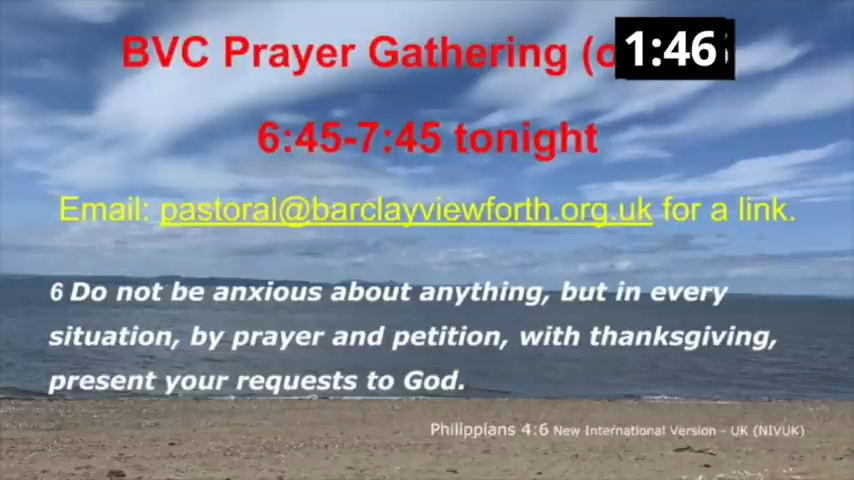 BVC Prayer Gathering (o
1:46
6:45-7:45 tonight
Email: pastoral@barclayviewforth.org.uk for a link.
6 Do not be anxious about anything, but in every
situation, by prayer and petition, with thanksgiving,
present your requests to God.
Philippians 4:6 New International Version - UK (NIVUK)